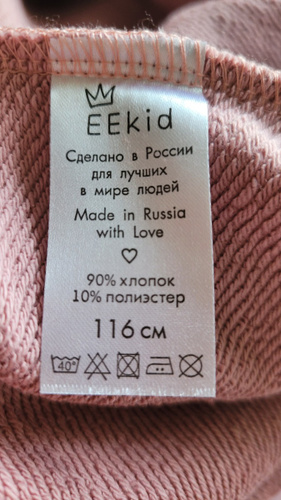 EEkid
Сделано в России
для лучших
в мире людей
Made in Russia
with Love
90% хлопок
10% полиэстер
116 см
40°